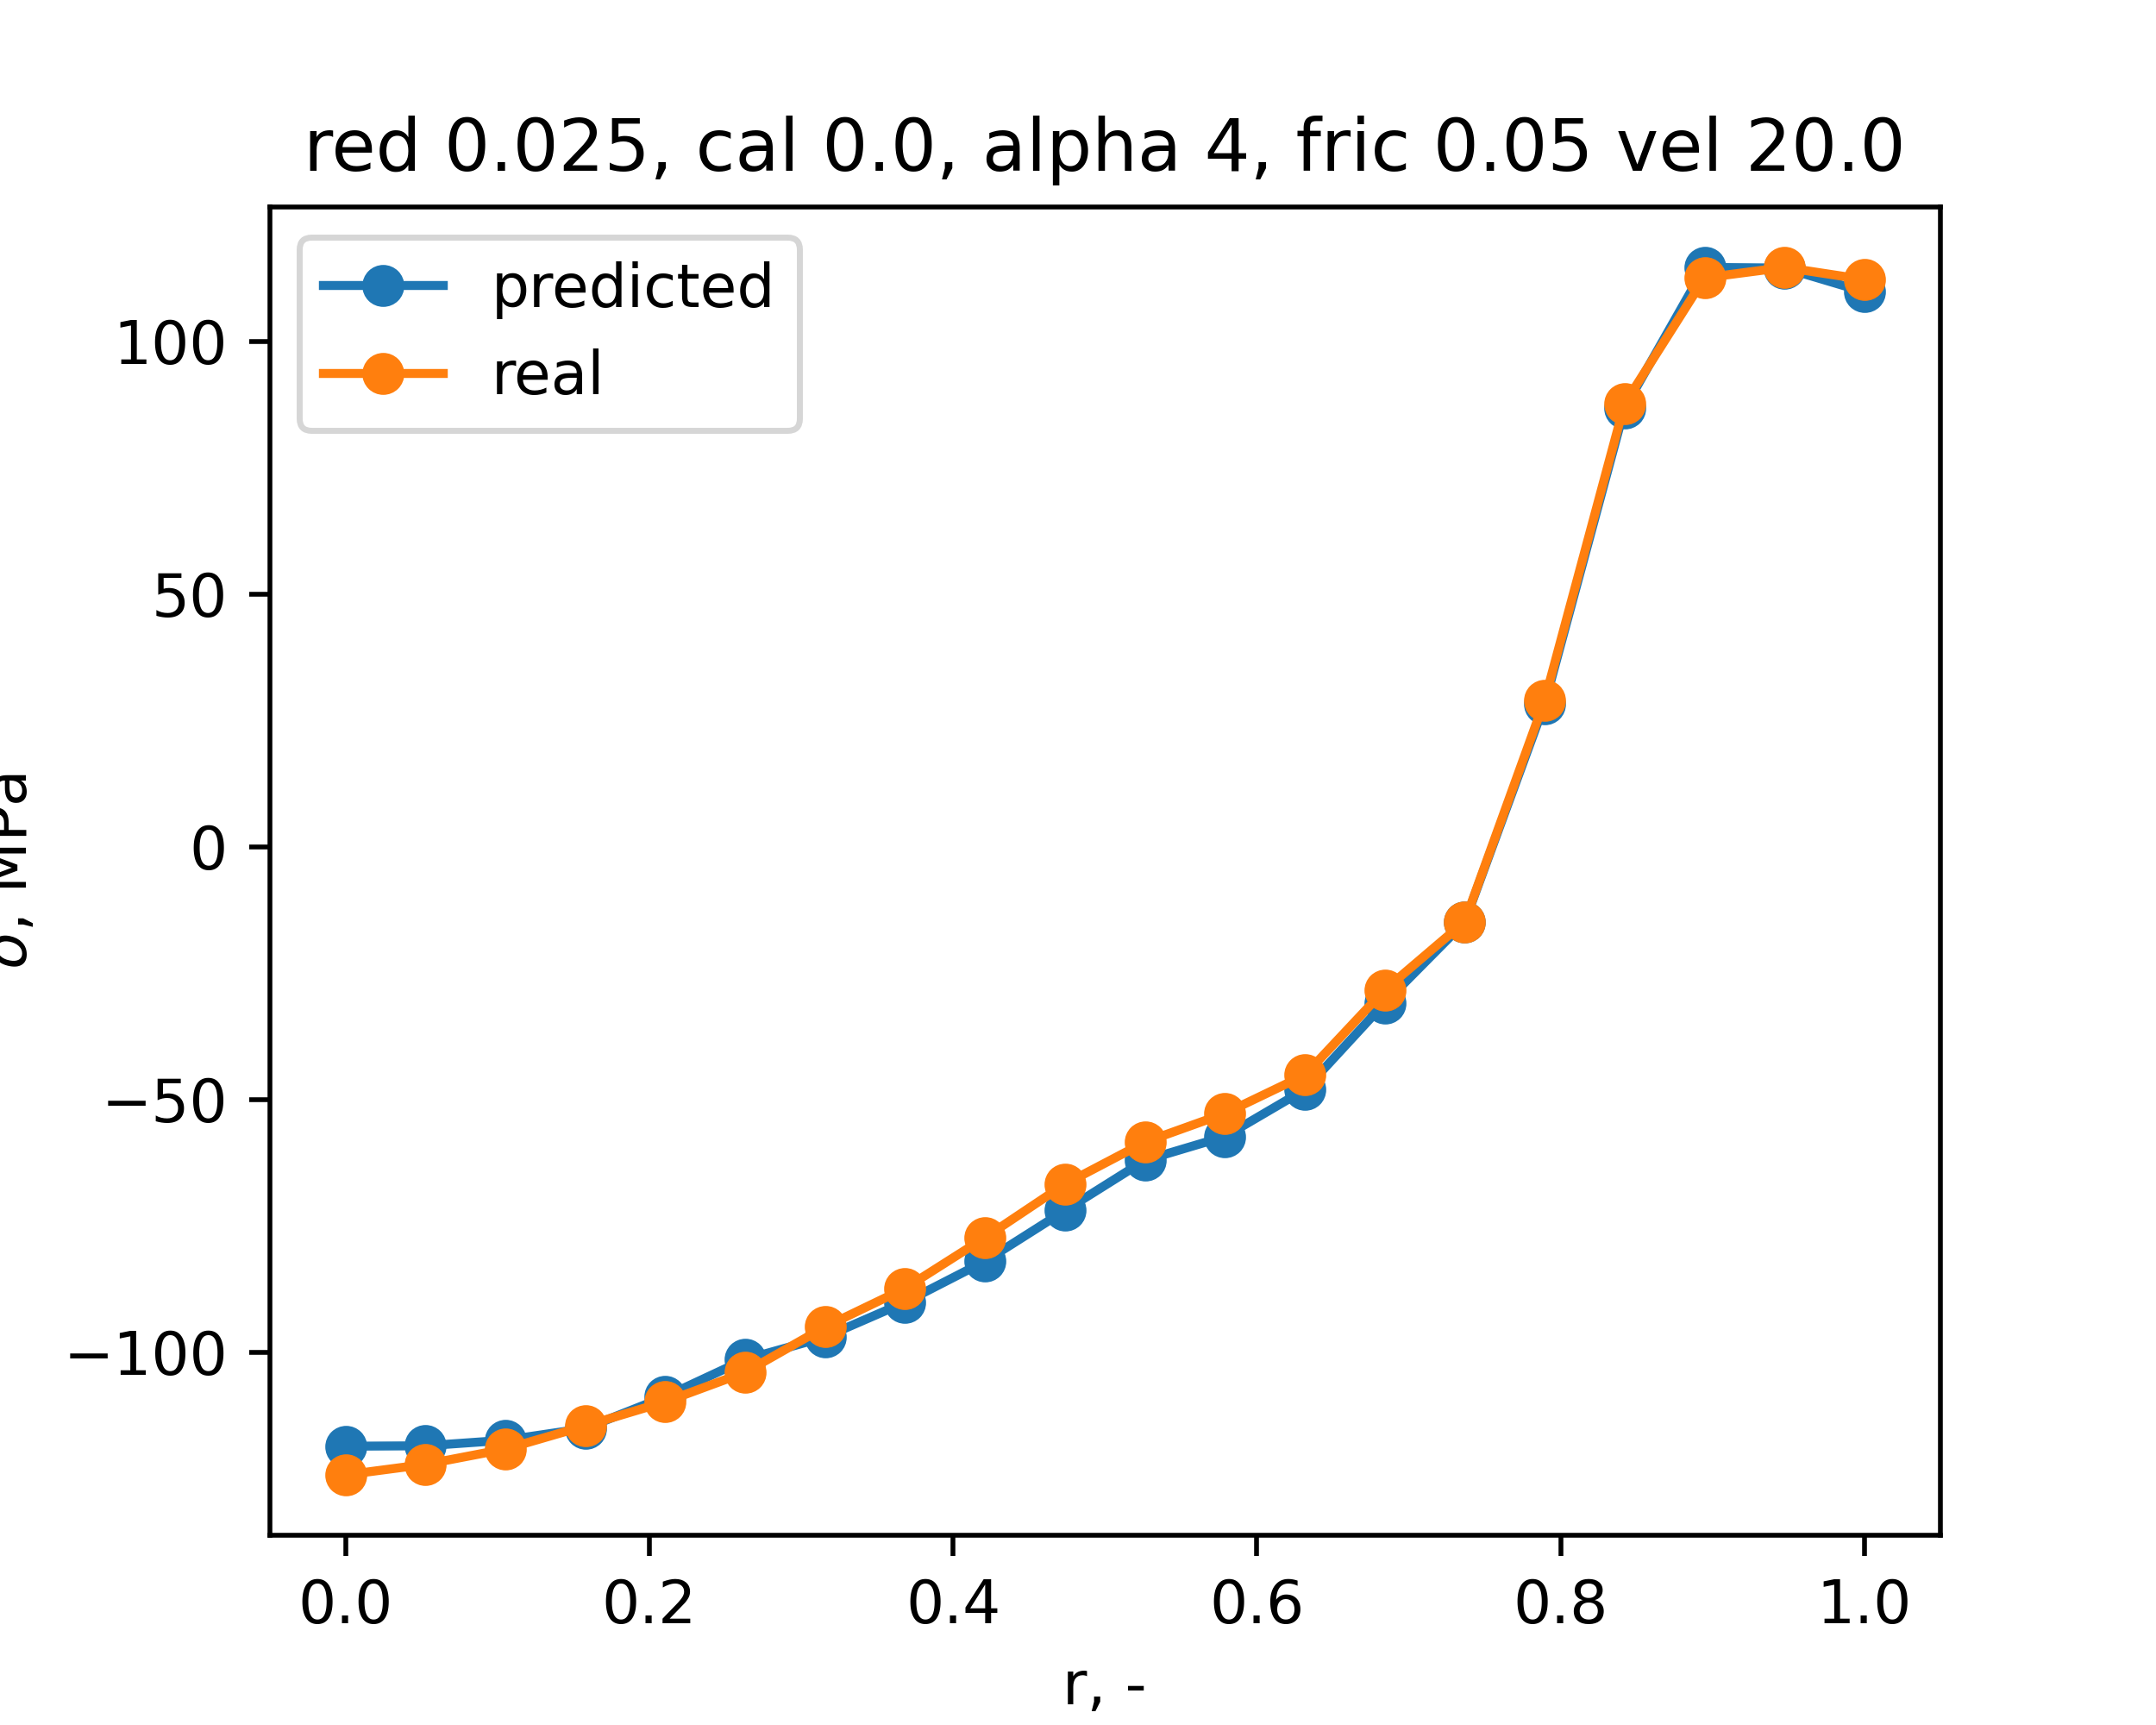 red 0.025, cal 0.0, alpha 4, fric 0.05 vel 20.0
predicted
real
100
50
0
−50
−100
σ, MPa
0.0 0.2 0.4 0.6 0.8 1.0
r, -